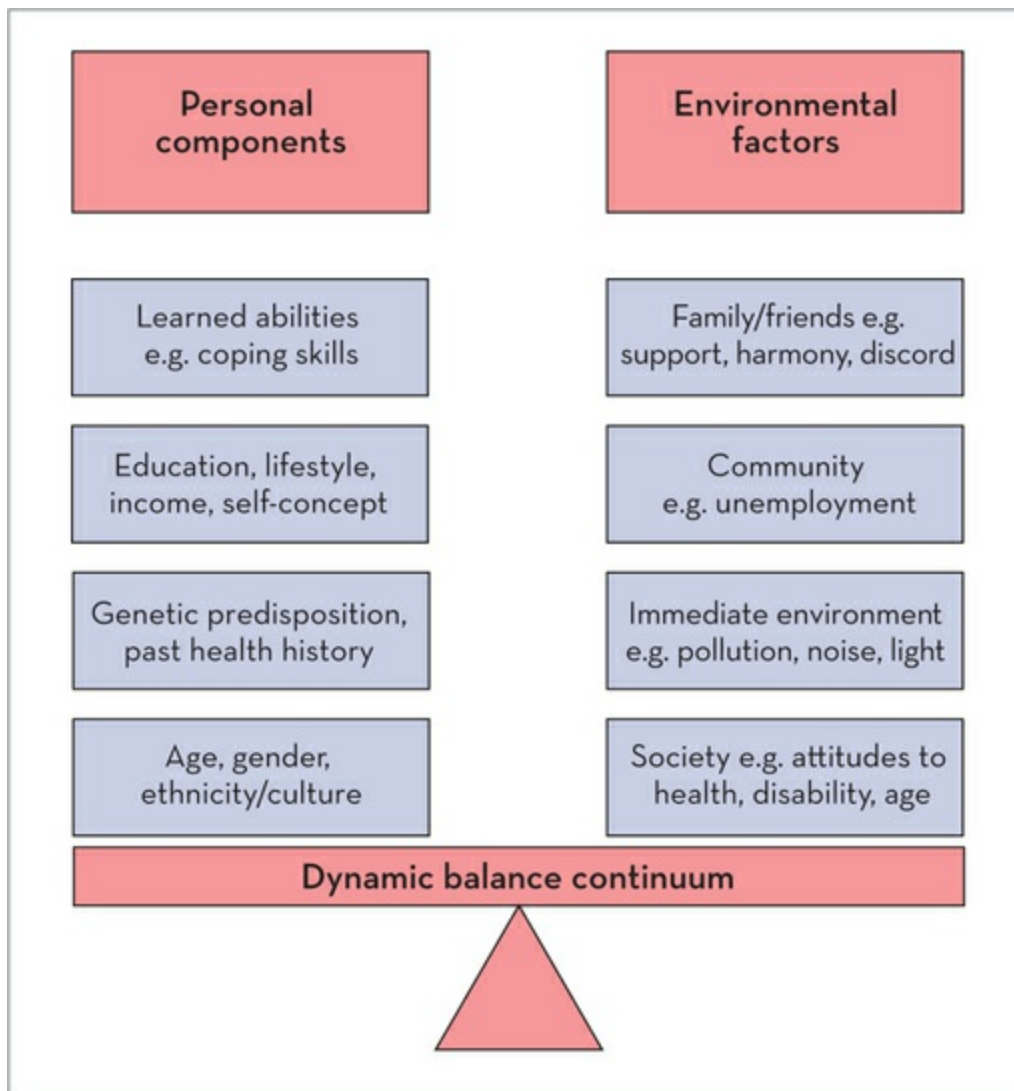 Personal
components
Environmental
factors
Learned abilities
e.g. coping skills
Family/friends e.g.
support, harmony, discord
Education, lifestyle,
income, self-concept
Community
e.g. unemployment
Genetic predisposition,
past health history
Immediate environment
e.g. pollution, noise, light
Age, gender,
ethnicity/culture
Society e.g. attitudes to
health, disability, age
Dynamic balance continuum